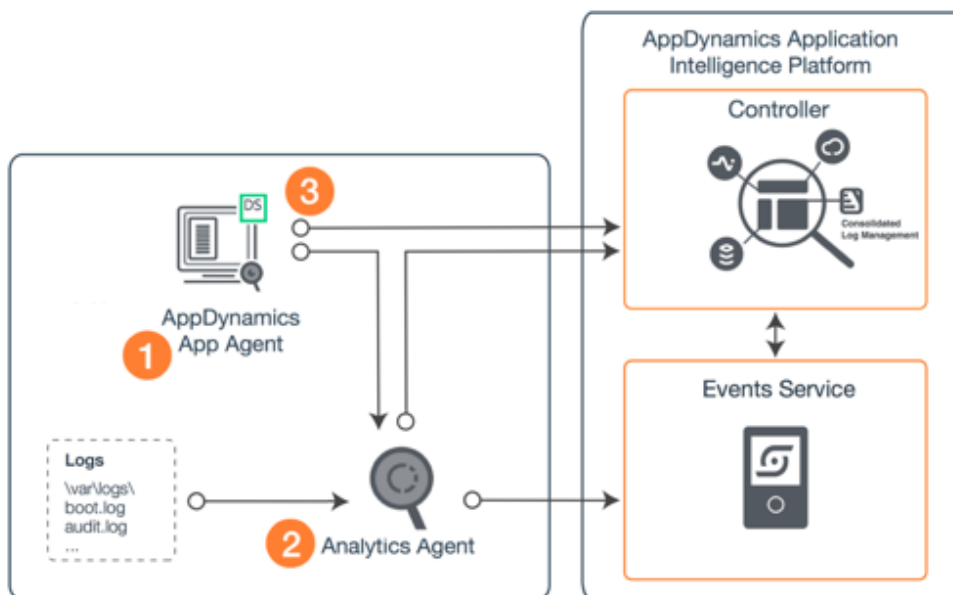 AppDynamics Application
Intelligence Platform
Controller
Consolidated
Log Management
3
DS
AppDynamics
App Agent
1
Events Service
Logs
\var\logs\
boot.log
audit.log
...
2
Analytics Agent